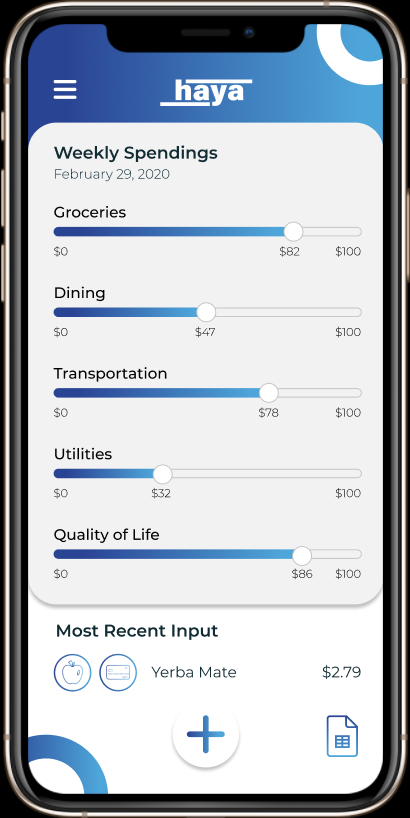 haya
Weekly Spendings
February 29, 2020
Groceries
$0 $82 $100
Dining
$0 $47 $100
Transportation
$0 $78 $100
Utilities
$0 $32 $100
Quality of Life
$0 $86 $100
Most Recent Input
Yerba Mate $2.79